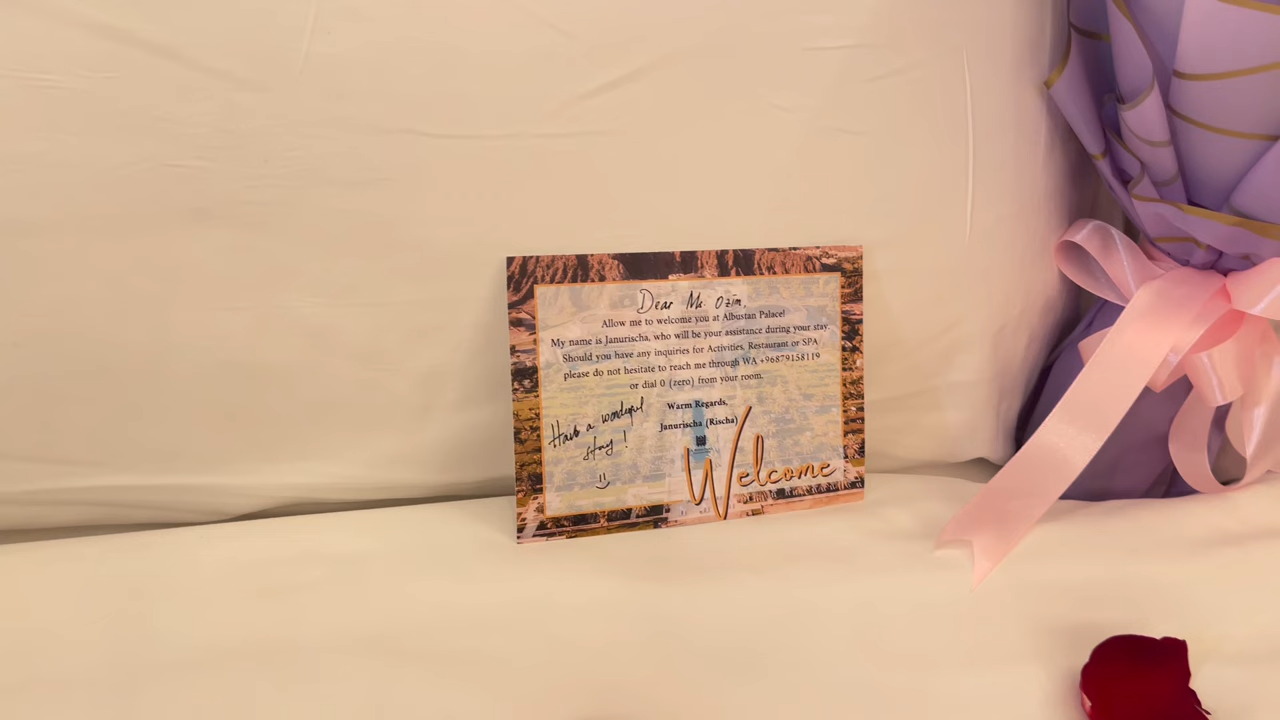 Dear Mr. Ozim,
Allow me to welcome you at Albustan Palace!
My name is Janurischa, who will be your assistance during your stay.
Should you have any inquiries for Activities, Restaurant or SPA
please do not hesitate to reach me through WA +96879158119
or dial 0 (zero) from your room.
Warm Regards,
Janurischa (Rischa)
Have a wonderful
stay !
Welcome